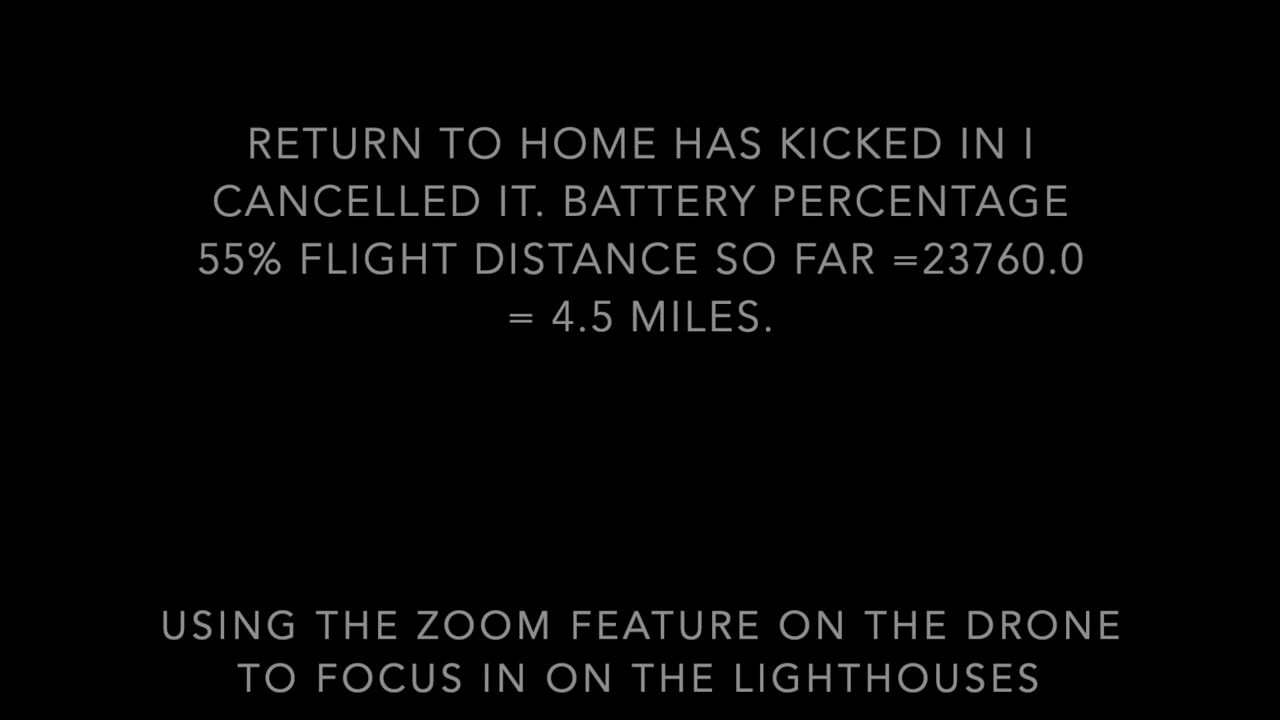 RETURN TO HOME HAS KICKED IN I
CANCELLED IT. BATTERY PERCENTAGE
55% FLIGHT DISTANCE SO FAR =23760.0
= 4.5 MILES.
USING THE ZOOM FEATURE ON THE DRONE
TO FOCUS IN ON THE LIGHTHOUSES